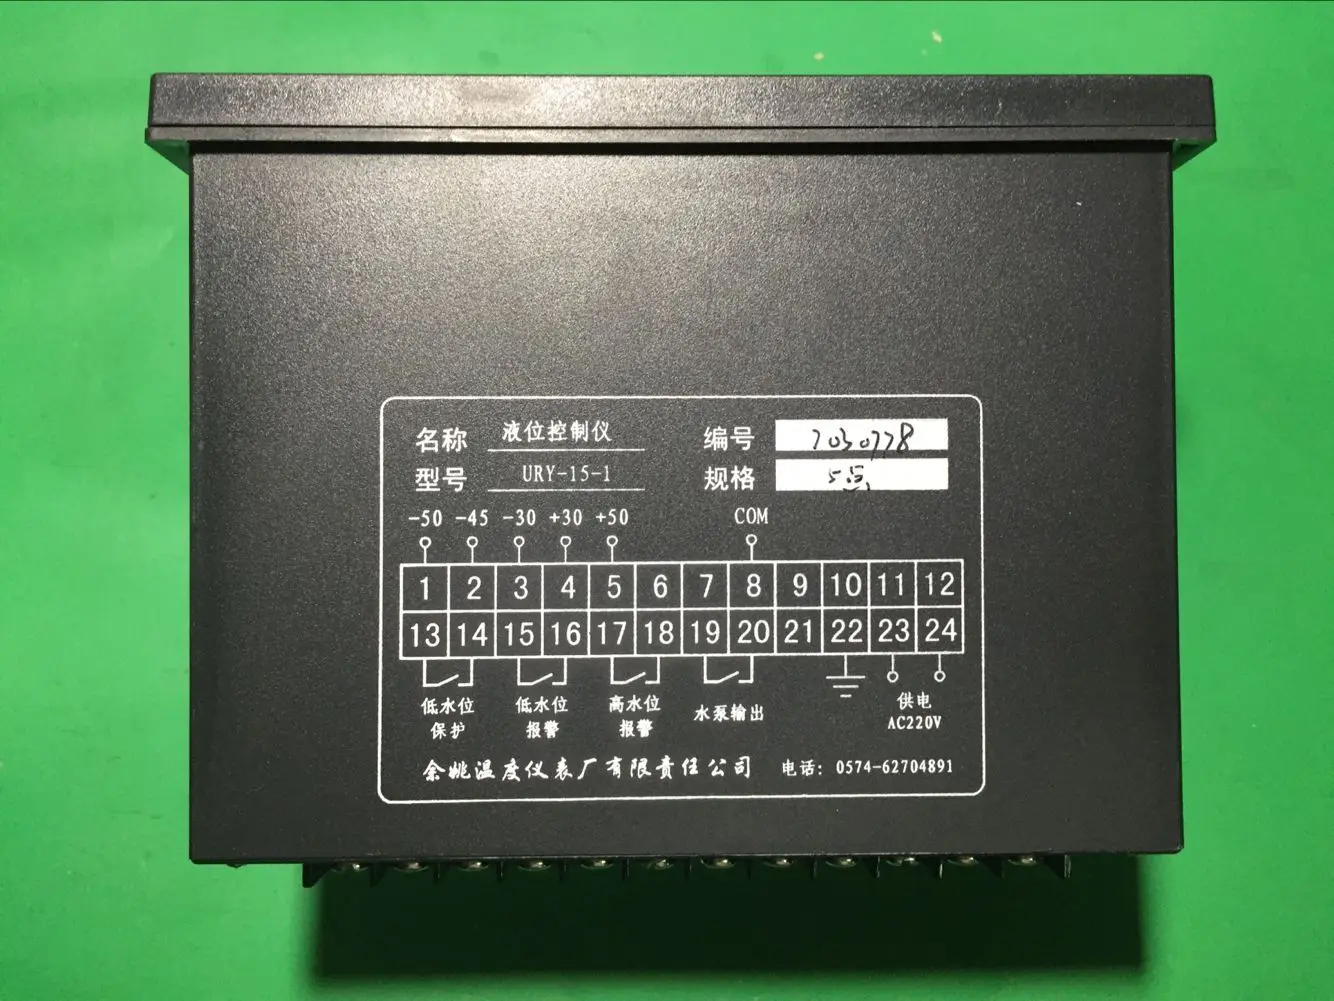 名称 液位控制仪 编号 7030778
型号 URY-15-1 规格 5点
-50 -45 -30 +30 +50 COM
1 2 3 4 5 6 7 8 9 10 11 12
13 14 15 16 17 18 19 20 21 22 23 24
低水位 低水位 高水位 水泵输出 供电
保护 报警 报警 AC220V
余姚温度仪表厂有限责任公司 电话: 0574-62704891